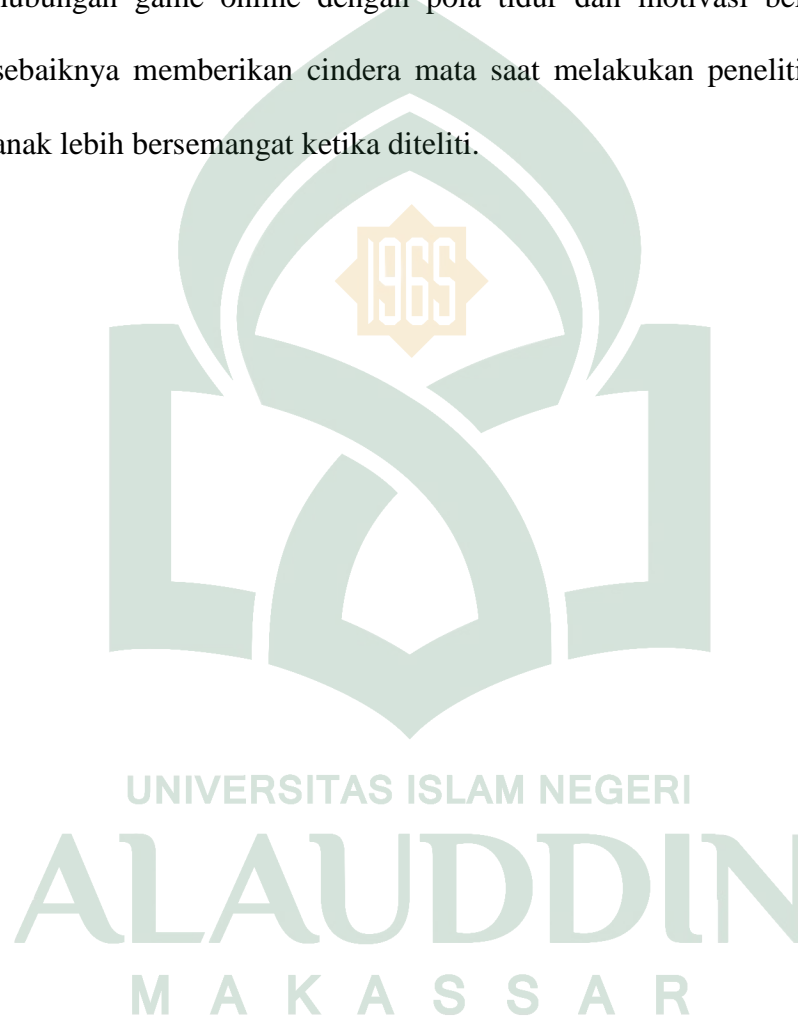 hubungan game online dengan pola tidur dan motivasi
sebaiknya memberikan cindera mata saat melakukan
anak lebih bersemangat ketika diteliti.
1965
UNIVERSITAS ISLAM NEGERI
ALAUDDIN
MAKASSAR